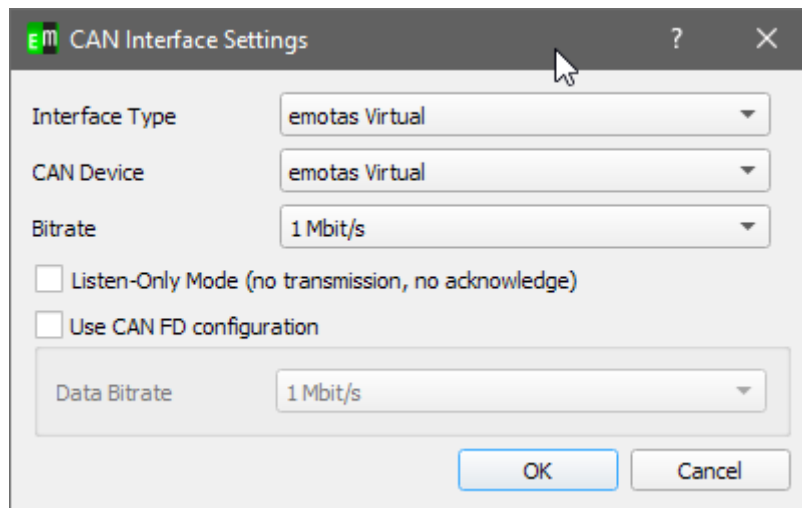 Em CAN Interface Settings ? ×
Interface Type emotas Virtual
CAN Device emotas Virtual
Bitrate 1 Mbit/s
Listen-Only Mode (no transmission, no acknowledge)
Use CAN FD configuration
Data Bitrate 1 Mbit/s
OK Cancel